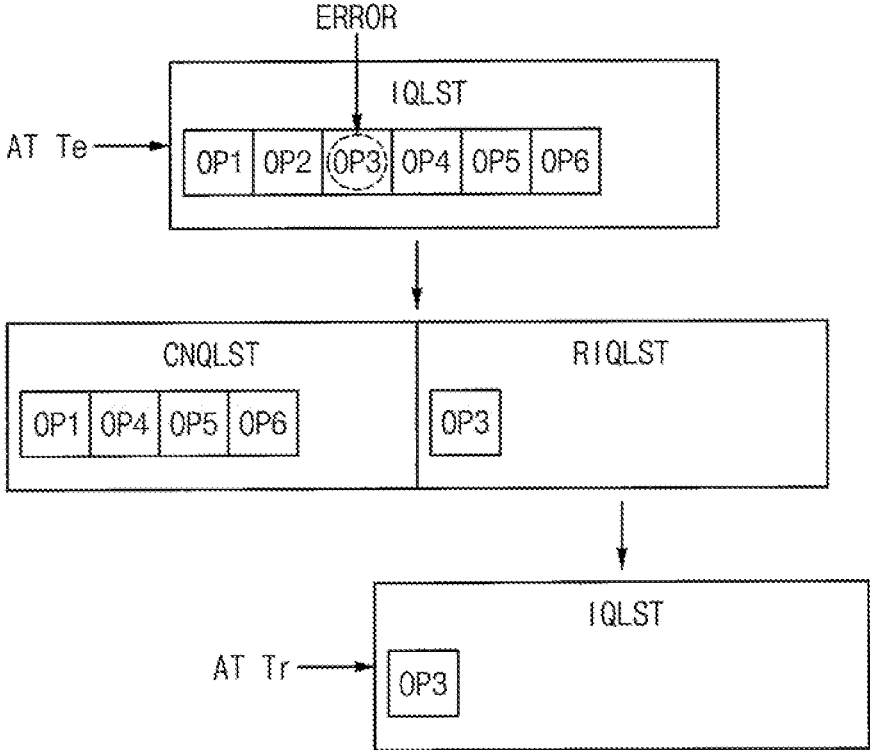 ERROR
IQLST
AT Te
OP1 OP2 OP3 OP4 OP5 OP6
CNQLST
RIQLST
OP1 OP4 OP5 OP6
OP3
IQLST
AT Tr
OP3